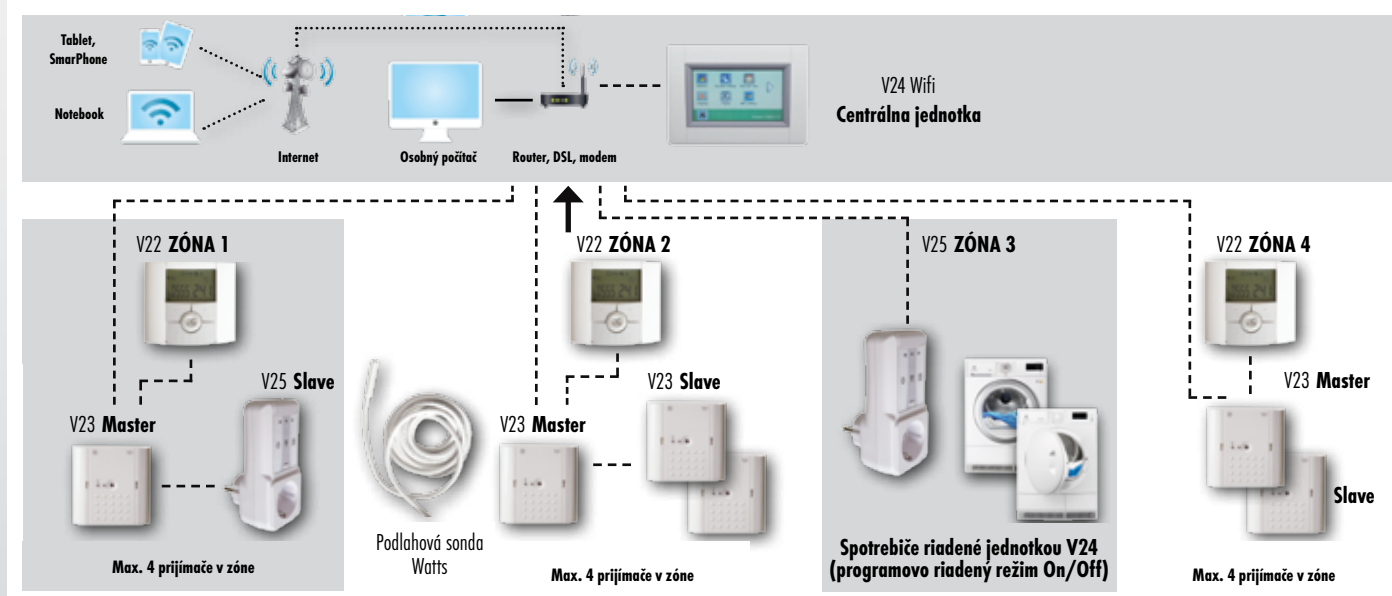 Tablet,
SmarPhone
Notebook
Internet
Osobný počítač
Router, DSL, modem
V24 Wifi
Centrálna jednotka
V22 ZÓNA 1
V25 Slave
V23 Master
Max. 4 prijímače v zóne
Podlahová sonda
Watts
V22 ZÓNA 2
V23 Slave
V23 Master
Max. 4 prijímače v zóne
V25 ZÓNA 3
Spotrebiče riadené jednotkou V24
(programovo riadený režim On/Off)
V22 ZÓNA 4
V23 Master
Slave
Max. 4 prijímače v zóne